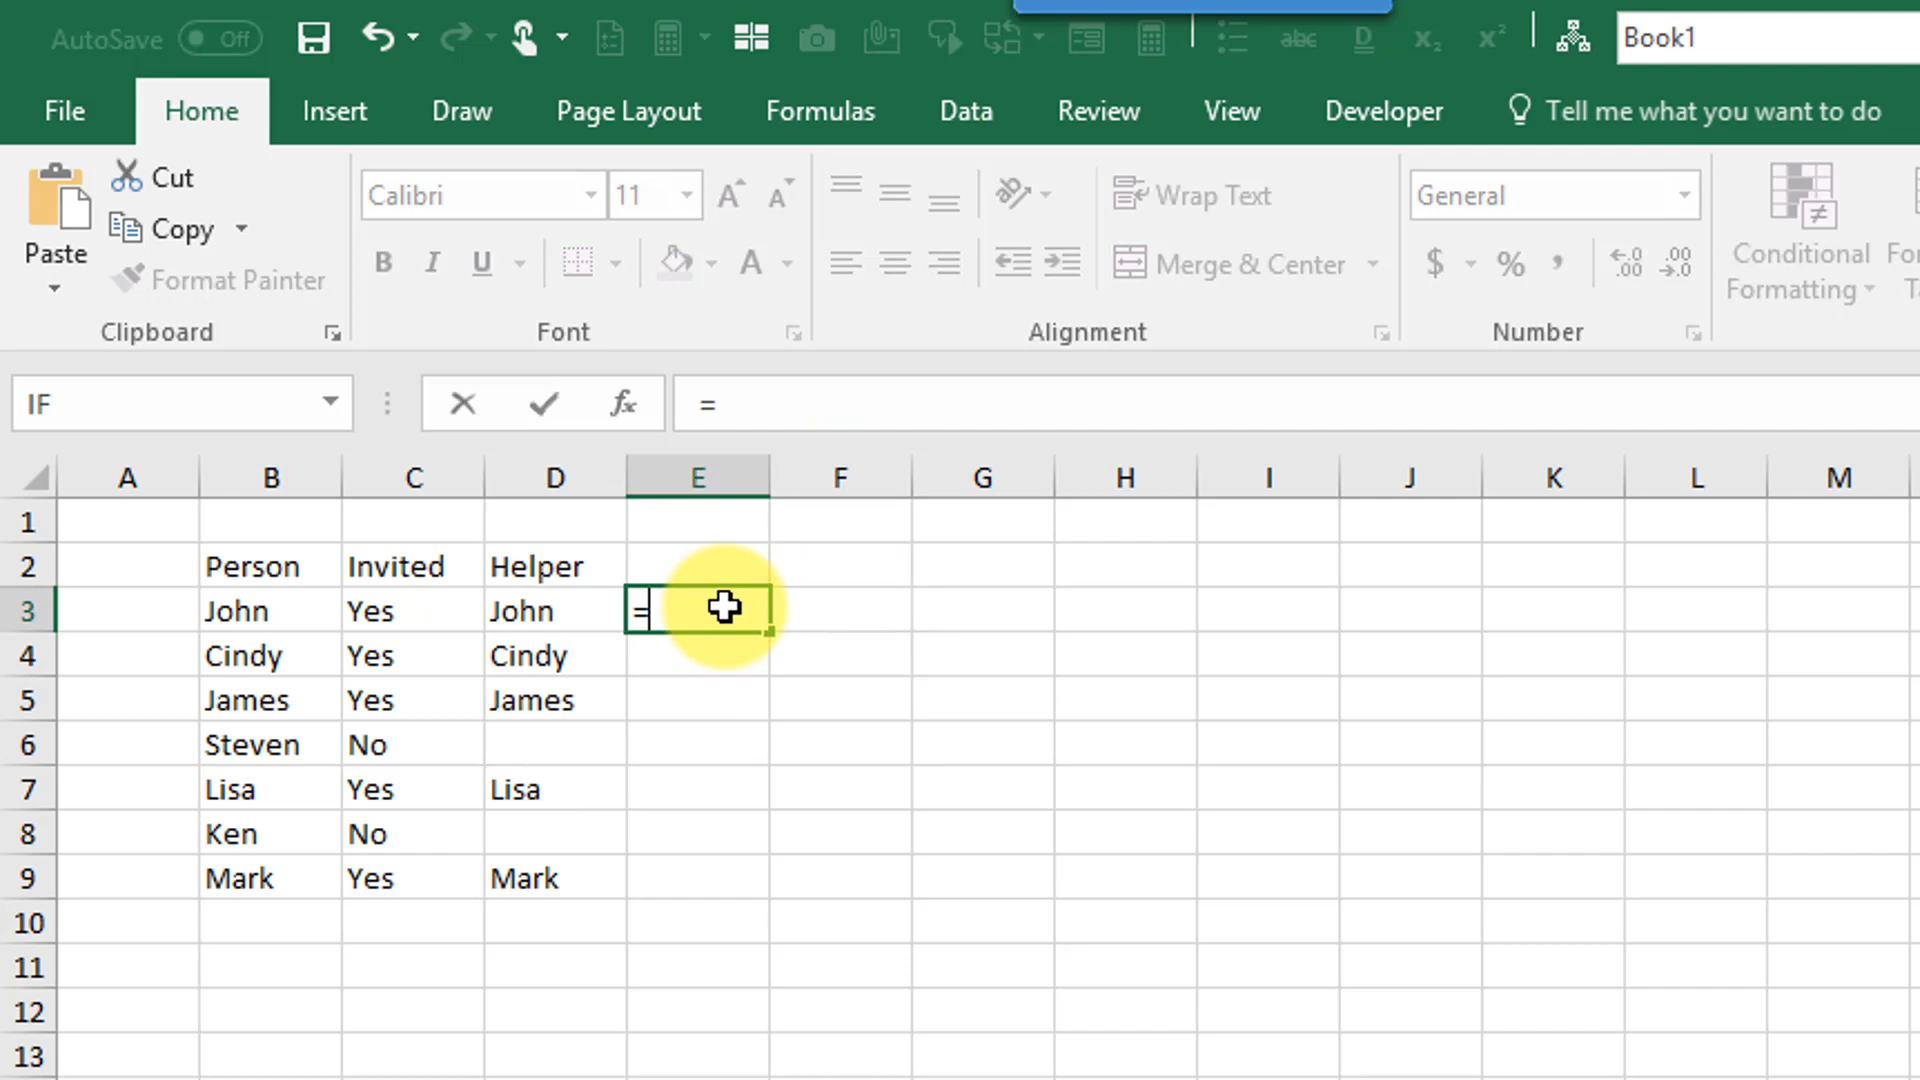 AutoSave Off Book1
File Home Insert Draw Page Layout Formulas Data Review View Developer Tell me what you want to do
Paste
Cut
Copy
Format Painter
Clipboard
Calibri 11
B I U A
Font
Wrap Text
Merge & Center
Alignment
General
$ % , .00 .00
Number
Conditional
Formatting
IF fx =
A B C D E F G H I J K L M
1
2 Person Invited Helper
3 John Yes John =
4 Cindy Yes Cindy
5 James Yes James
6 Steven No
7 Lisa Yes Lisa
8 Ken No
9 Mark Yes Mark
10
11
12
13